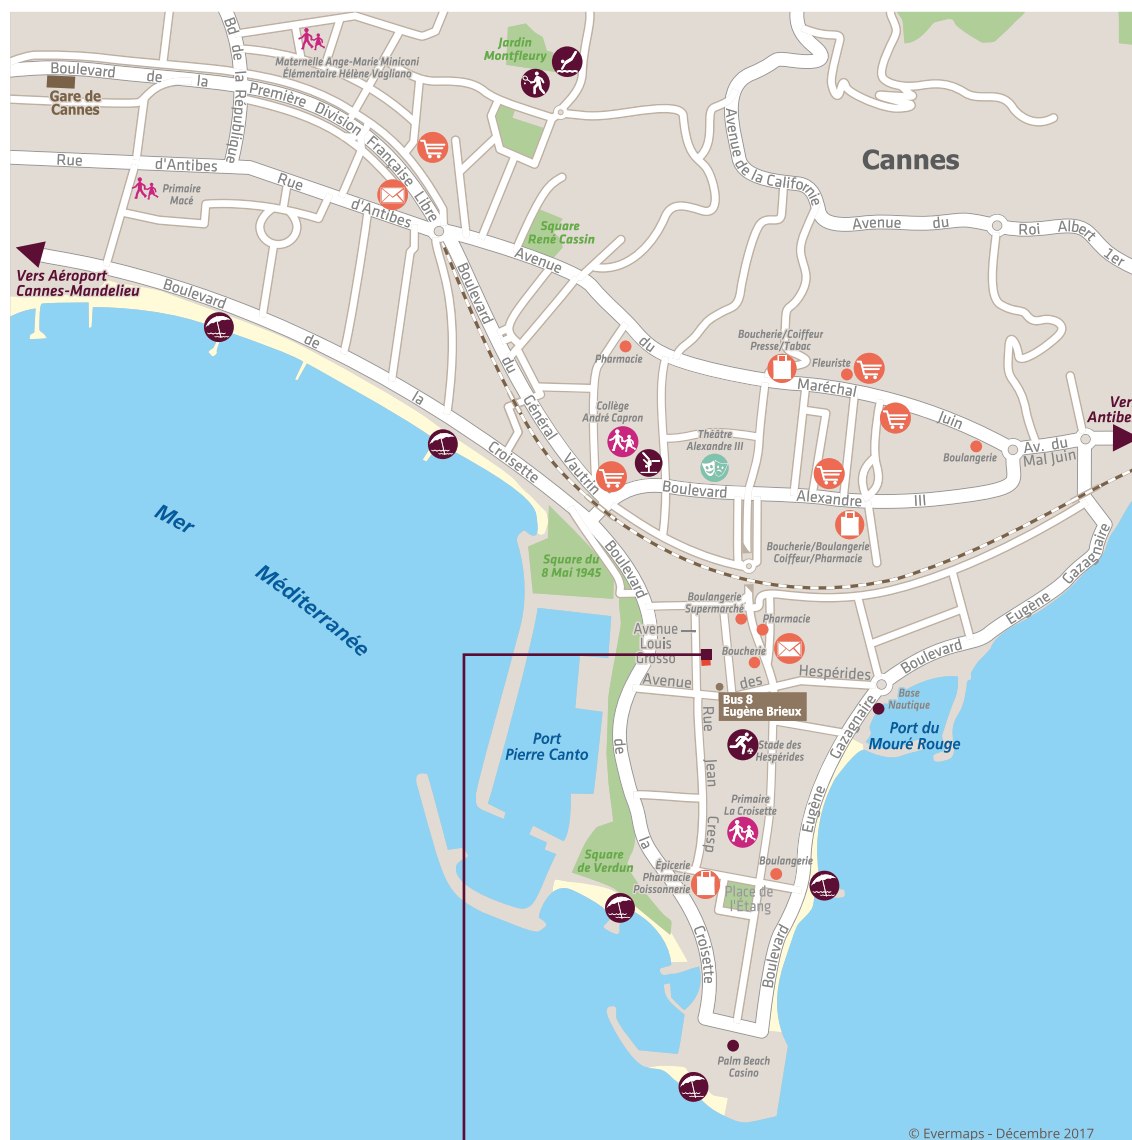 Bd de la République
Jardin
Montfleury
Maternelle Ange-Marie Miniconi
Élémentaire Hélène Vagliano
Boulevard de la Première Division Française Libre
Gare de
Cannes
Avenue de la Californie
Cannes
Rue d'Antibes
Rue d'Antibes
Primaire
Macé
Avenue du Roi Albert 1er
Square
René Cassin
Avenue du Maréchal Juin
Vers Aéroport
Cannes-Mandelieu
Boulevard de la Croisette
Boulevard du Général Vautrin
Boucherie/Coiffeur
Presse/Tabac
Pharmacie
Fleuriste
Collège
André Capron
Théâtre
Alexandre III
Boulangerie
Av. du
Mal Juin
Ver
Antibe
Boulevard Alexandre III
Mer
Méditerranée
Boucherie/Boulangerie
Coiffeur/Pharmacie
Square du
8 Mai 1945
Boulevard de la Croisette
Boulangerie
Supermarché
Pharmacie
Avenue
Louis
Grosso
Boucherie
Avenue des Hespérides
Boulevard Eugène Gazagnaire
Bus 8
Eugène Brieux
Base
Nautique
Port du
Mouré Rouge
Rue Jean Cresp
Port
Pierre Canto
Stade des
Hespérides
Primaire
La Croisette
Boulevard Eugène Gazagnaire
Square
de Verdun
Épicerie
Pharmacie
Poissonnerie
Boulangerie
Place de
l'Étang
Palm Beach
Casino
© Evermaps - Décembre 2017